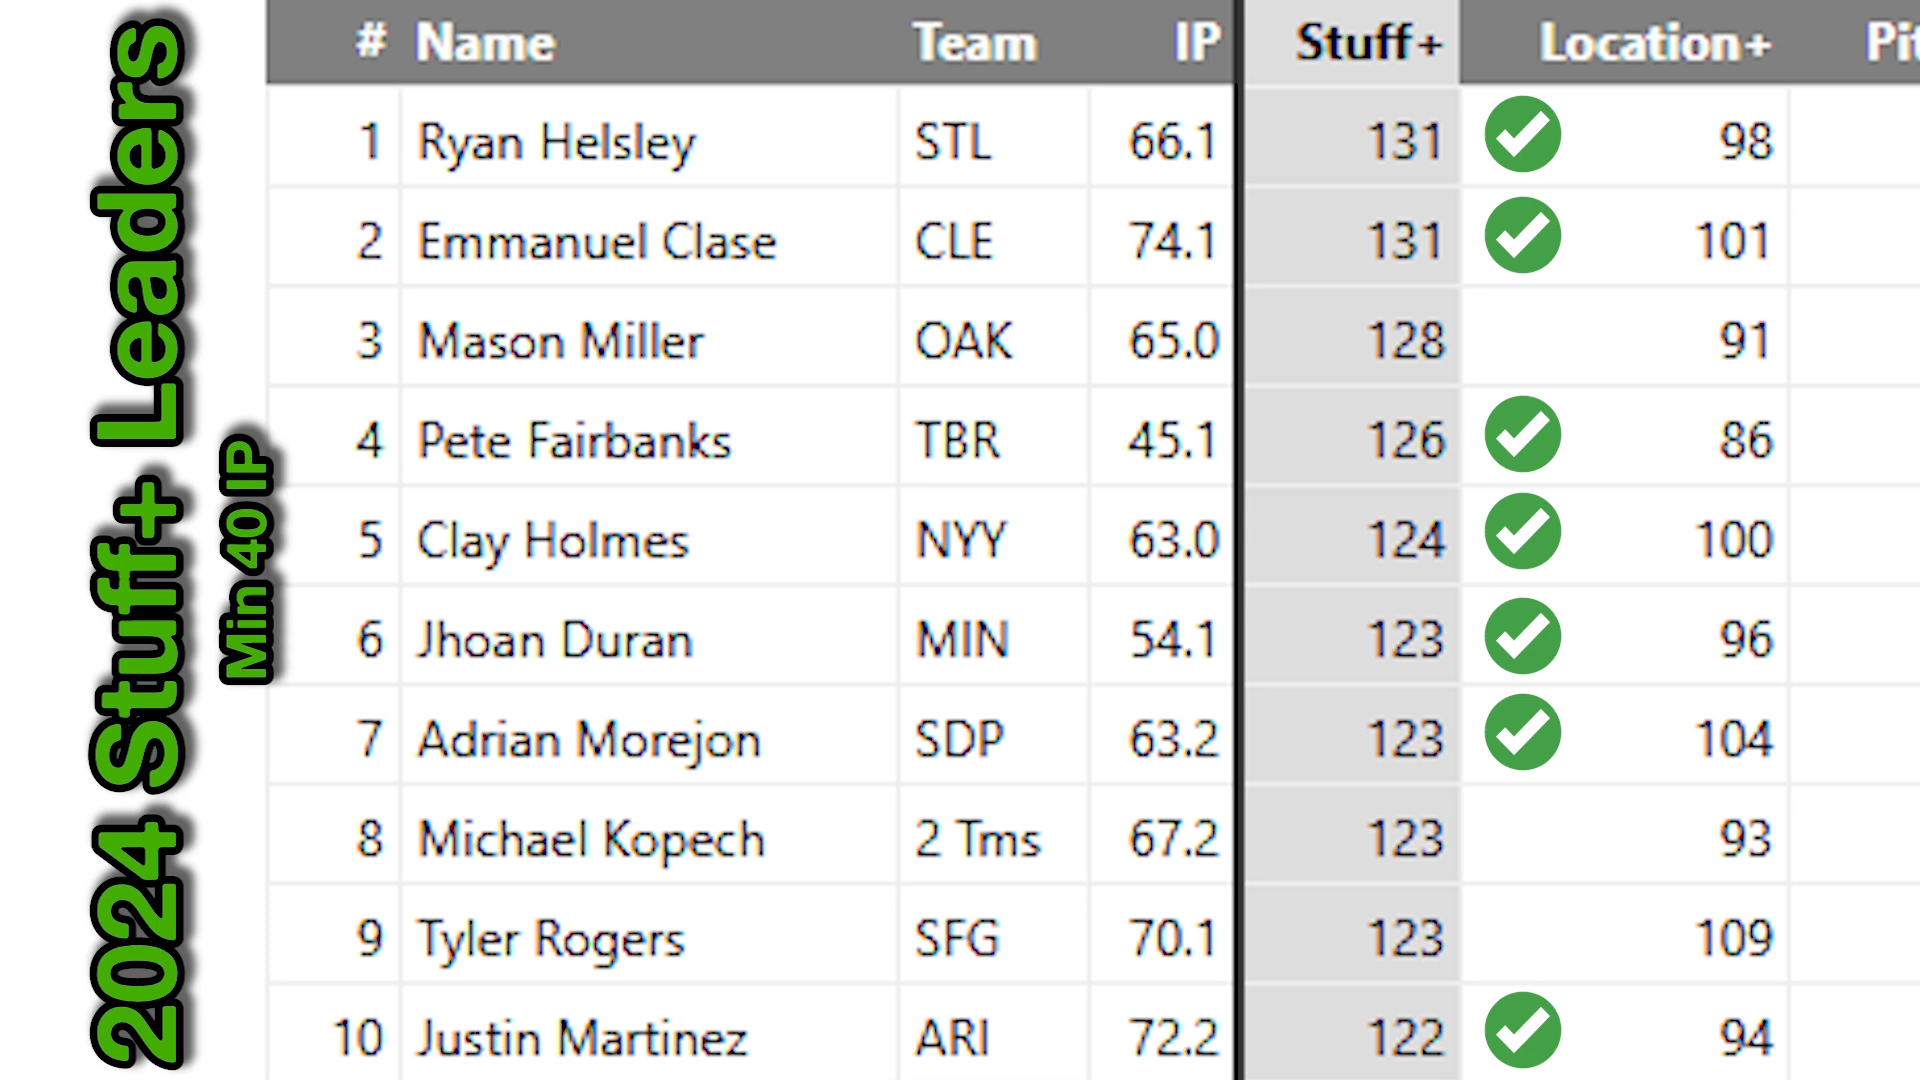 2024 Stuff+ Leaders
Min 40 IP
# Name Team IP Stuff+ Location+ Pit
1 Ryan Helsley STL 66.1 131 98
2 Emmanuel Clase CLE 74.1 131 101
3 Mason Miller OAK 65.0 128 91
4 Pete Fairbanks TBR 45.1 126 86
5 Clay Holmes NYY 63.0 124 100
6 Jhoan Duran MIN 54.1 123 96
7 Adrian Morejon SDP 63.2 123 104
8 Michael Kopech 2 Tms 67.2 123 93
9 Tyler Rogers SFG 70.1 123 109
10 Justin Martinez ARI 72.2 122 94